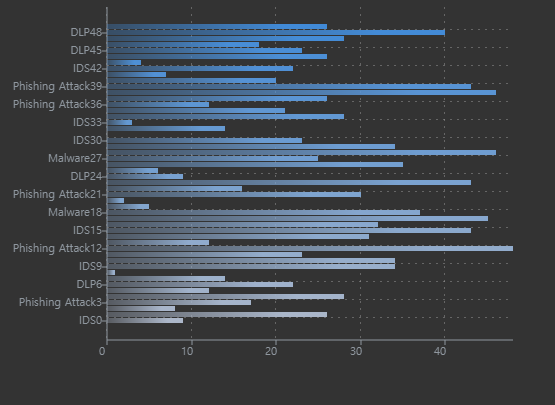 DLP48
DLP45
IDS42
Phishing Attack39
Phishing Attack36
IDS33
IDS30
Malware27
DLP24
Phishing Attack21
Malware18
IDS15
Phishing Attack12
IDS9
DLP6
Phishing Attack3
IDS0
0 10 20 30 40